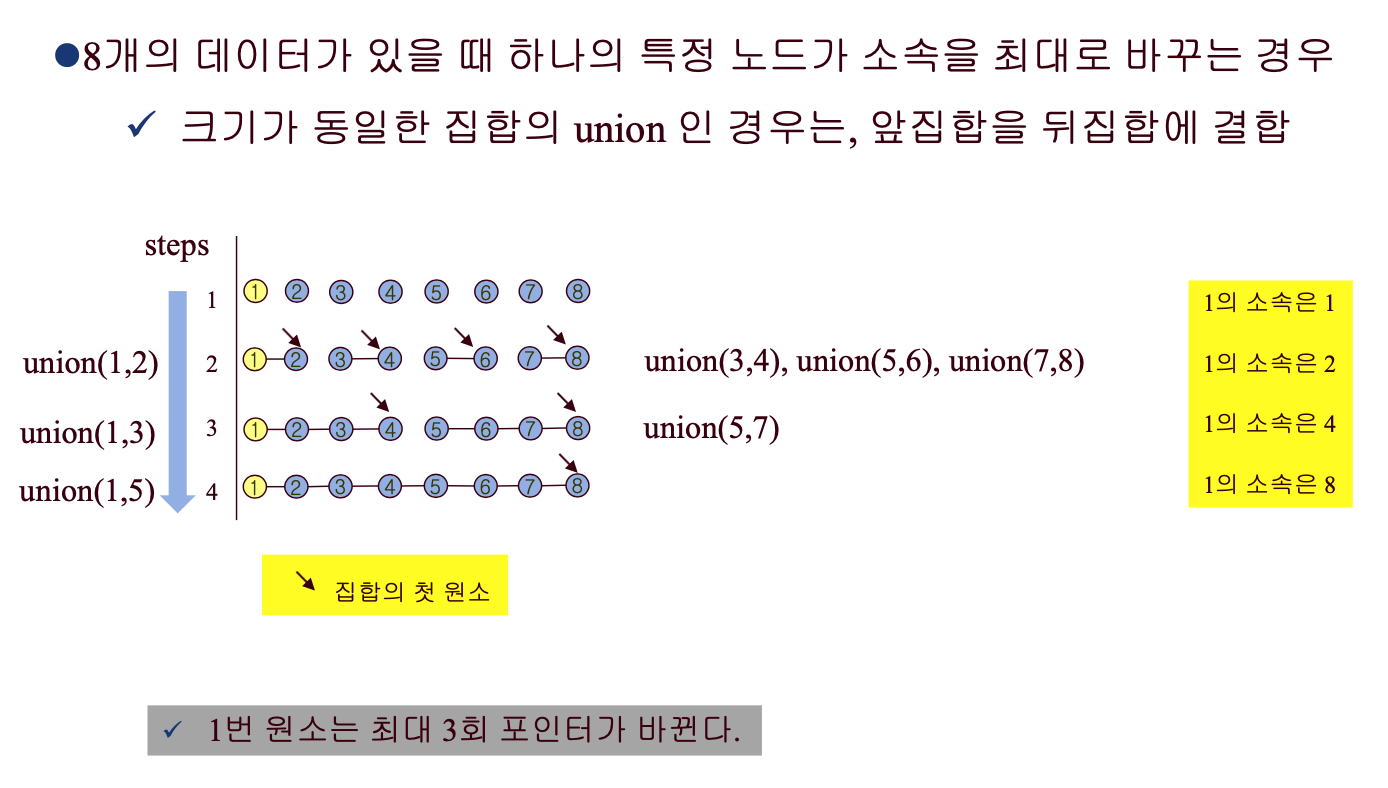 8개의 데이터가 있을 때 하나의 특정 노드가 소속을 최대로 바꾸는 경우
✓ 크기가 동일한 집합의 union 인 경우는, 앞집합을 뒤집합에 결합
steps
1 1 2 3 4 5 6 7 8 1의 소속은 1
union(1,2) 2 1 2 3 4 5 6 7 8 union(3,4), union(5,6), union(7,8) 1의 소속은 2
union(1,3) 3 1 2 3 4 5 6 7 8 union(5,7) 1의 소속은 4
union(1,5) 4 1 2 3 4 5 6 7 8 1의 소속은 8
집합의 첫 원소
✓ 1번 원소는 최대 3회 포인터가 바뀐다.